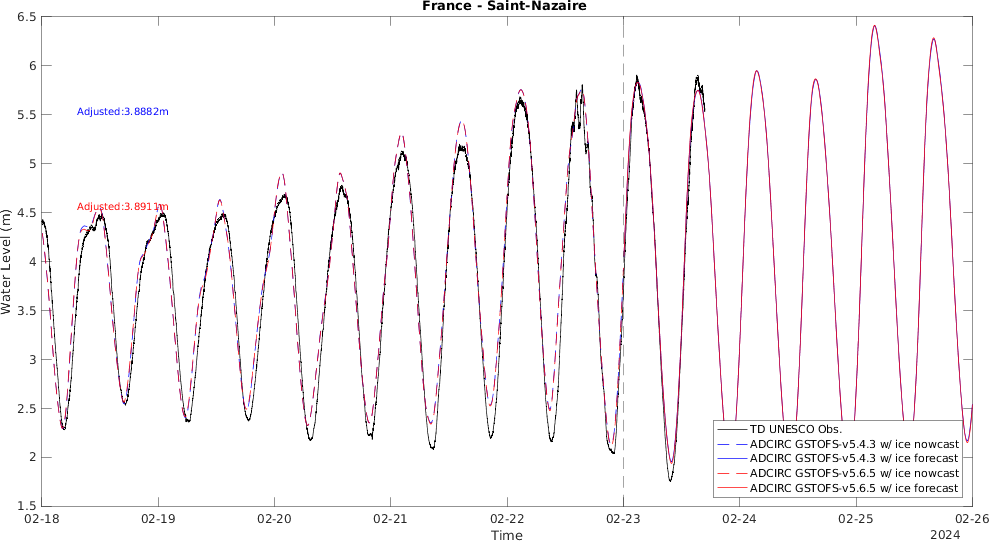 France - Saint-Nazaire
6.5
6
5.5
5
4.5
4
3.5
3
2.5
2
1.5
Water Level (m)
Adjusted:3.8882m
Adjusted:3.8911m
TD UNESCO Obs.
ADCIRC GSTOFS-v5.4.3 w/ ice nowcast
ADCIRC GSTOFS-v5.4.3 w/ ice forecast
ADCIRC GSTOFS-v5.6.5 w/ ice nowcast
ADCIRC GSTOFS-v5.6.5 w/ ice forecast
02-18 02-19 02-20 02-21 02-22 02-23 02-24 02-25 02-26
Time
2024